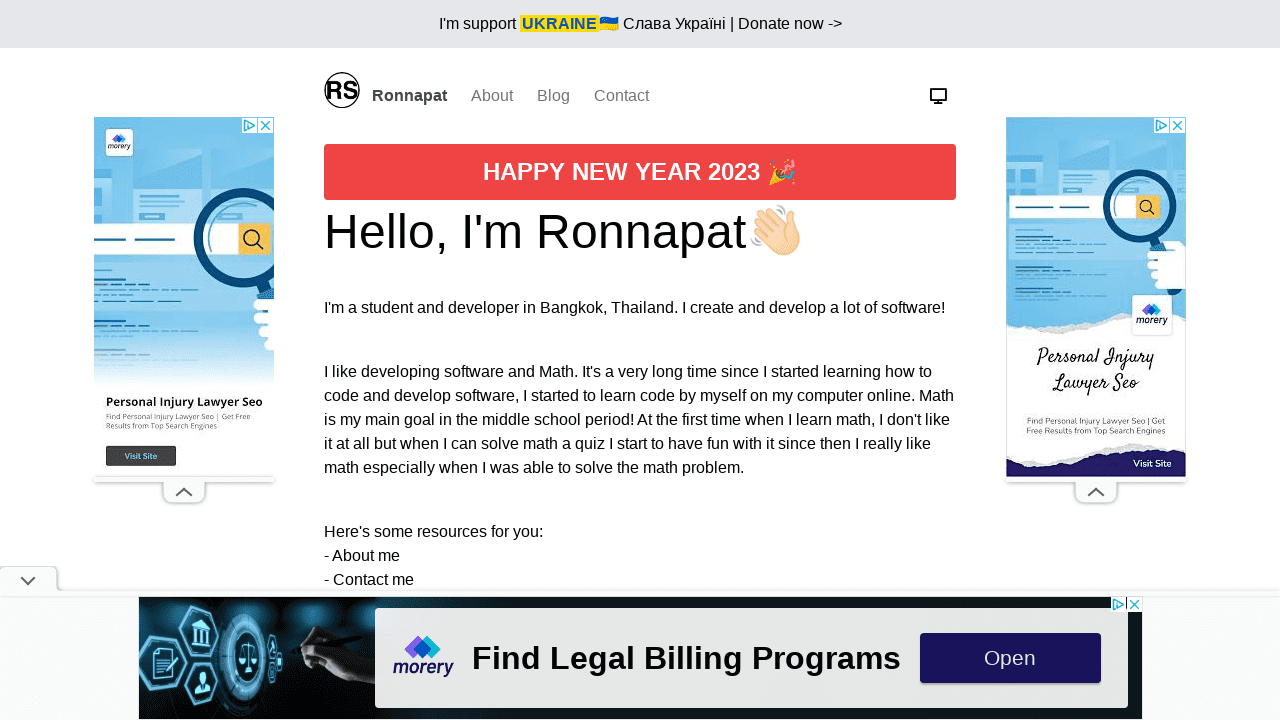 I'm support UKRAINE🇺🇦 Слава Україні | Donate now ->
RS Ronnapat About Blog Contact
HAPPY NEW YEAR 2023 🎉
Hello, I'm Ronnapat👋🏻
I'm a student and developer in Bangkok, Thailand. I create and develop a lot of software!
I like developing software and Math. It's a very long time since I started learning how to
code and develop software, I started to learn code by myself on my computer online. Math
is my main goal in the middle school period! At the first time when I learn math, I don't like
it at all but when I can solve math a quiz I start to have fun with it since then I really like
math especially when I was able to solve the math problem.
Here's some resources for you:
- About me
- Contact me
morery
Personal Injury Lawyer Seo
Find Personal Injury Lawyer Seo | Get Free
Results from Top Search Engines
Visit Site
morery
Personal Injury
Lawyer Seo
Find Personal Injury Lawyer Seo | Get
Free Results from Top Search Engines
Visit Site
morery
Find Legal Billing Programs
Open